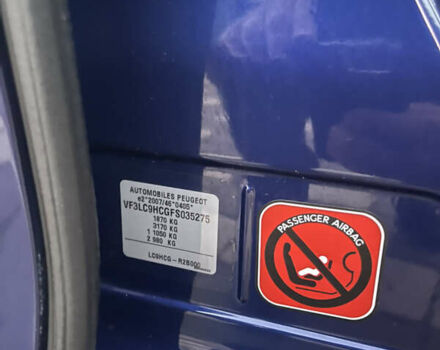 AUTOMOBILES PEUGEOT
e2*2007/46*0405*
VF3LC9HCGFS035275
1870 KG
3170 KG
1 1050 KG
2 980 KG
LC9HCG-R2B000
PASSENGER AIRBAG